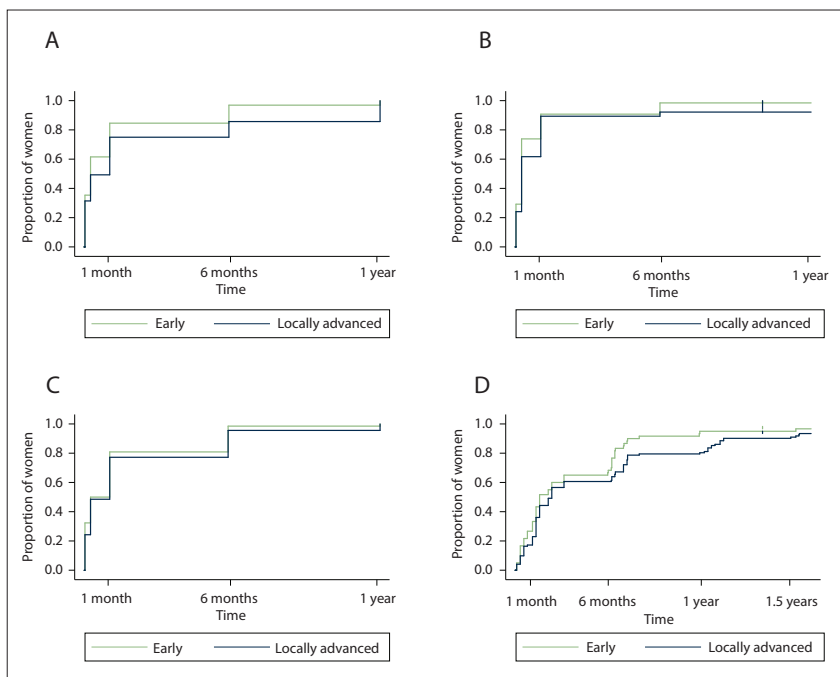 A
Proportion of women
1.0
0.8
0.6
0.4
0.2
0.0
1 month 6 months 1 year
Time
Early Locally advanced
B
Proportion of women
1.0
0.8
0.6
0.4
0.2
0.0
1 month 6 months 1 year
Time
Early Locally advanced
C
Proportion of women
1.0
0.8
0.6
0.4
0.2
0.0
1 month 6 months 1 year
Time
Early Locally advanced
D
Proportion of women
1.0
0.8
0.6
0.4
0.2
0.0
1 month 6 months 1 year 1.5 years
Time
Early Locally advanced